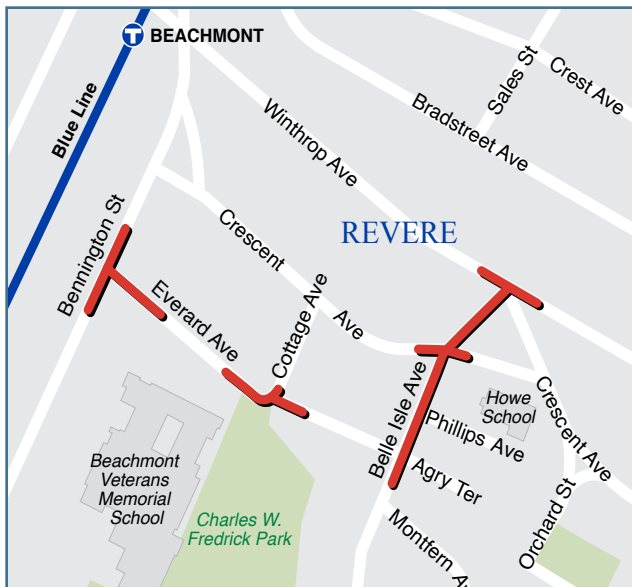 T BEACHMONT
Blue Line
Sales St
Crest Ave
Bradstreet Ave
Winthrop Ave
Bennington St
Crescent
Ave
REVERE
Everard Ave
Cottage Ave
Belle Isle Ave
Howe
School
Crescent Ave
Phillips Ave
Agry Ter
Beachmont
Veterans
Memorial
School
Charles W.
Fredrick Park
Montfern Av
Orchard St